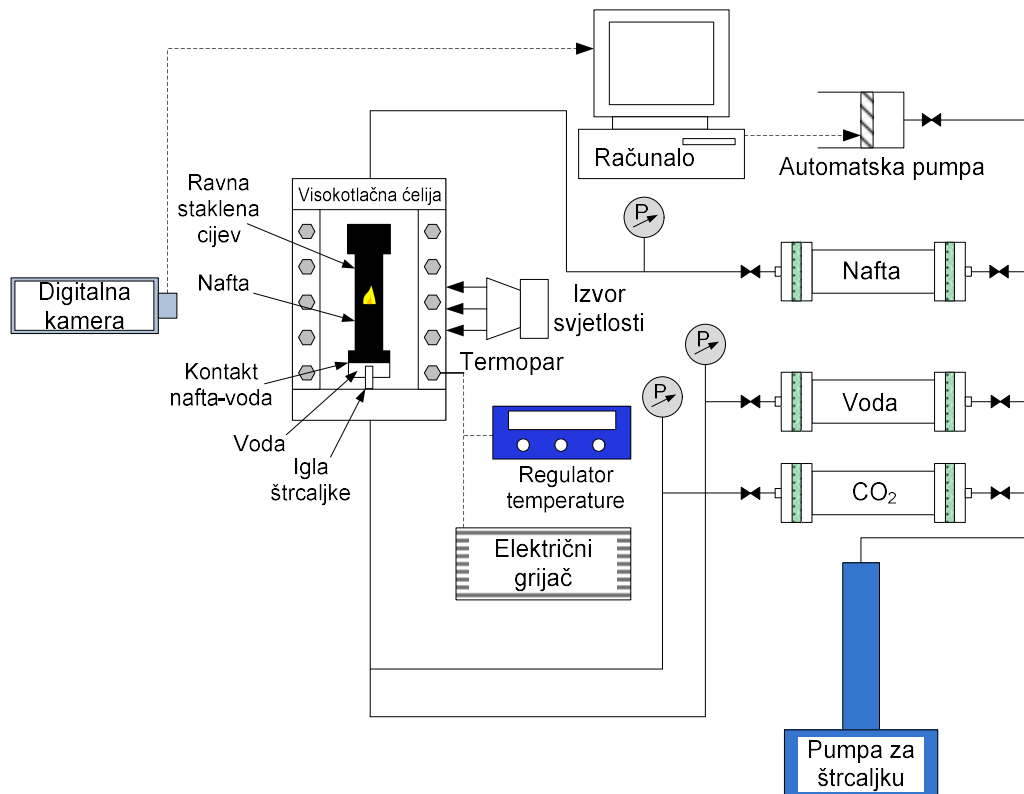 Računalo
Automatska pumpa
Visokotlačna ćelija
Ravna
staklena
cijev
P
Nafta
Nafta
Digitalna
kamera
Izvor
svjetlosti
P
Termopar
Kontakt
nafta-voda
P
Voda
Voda
Igla
štrcaljke
Regulator
temperature
CO₂
Električni
grijač
Pumpa za
štrcaljku